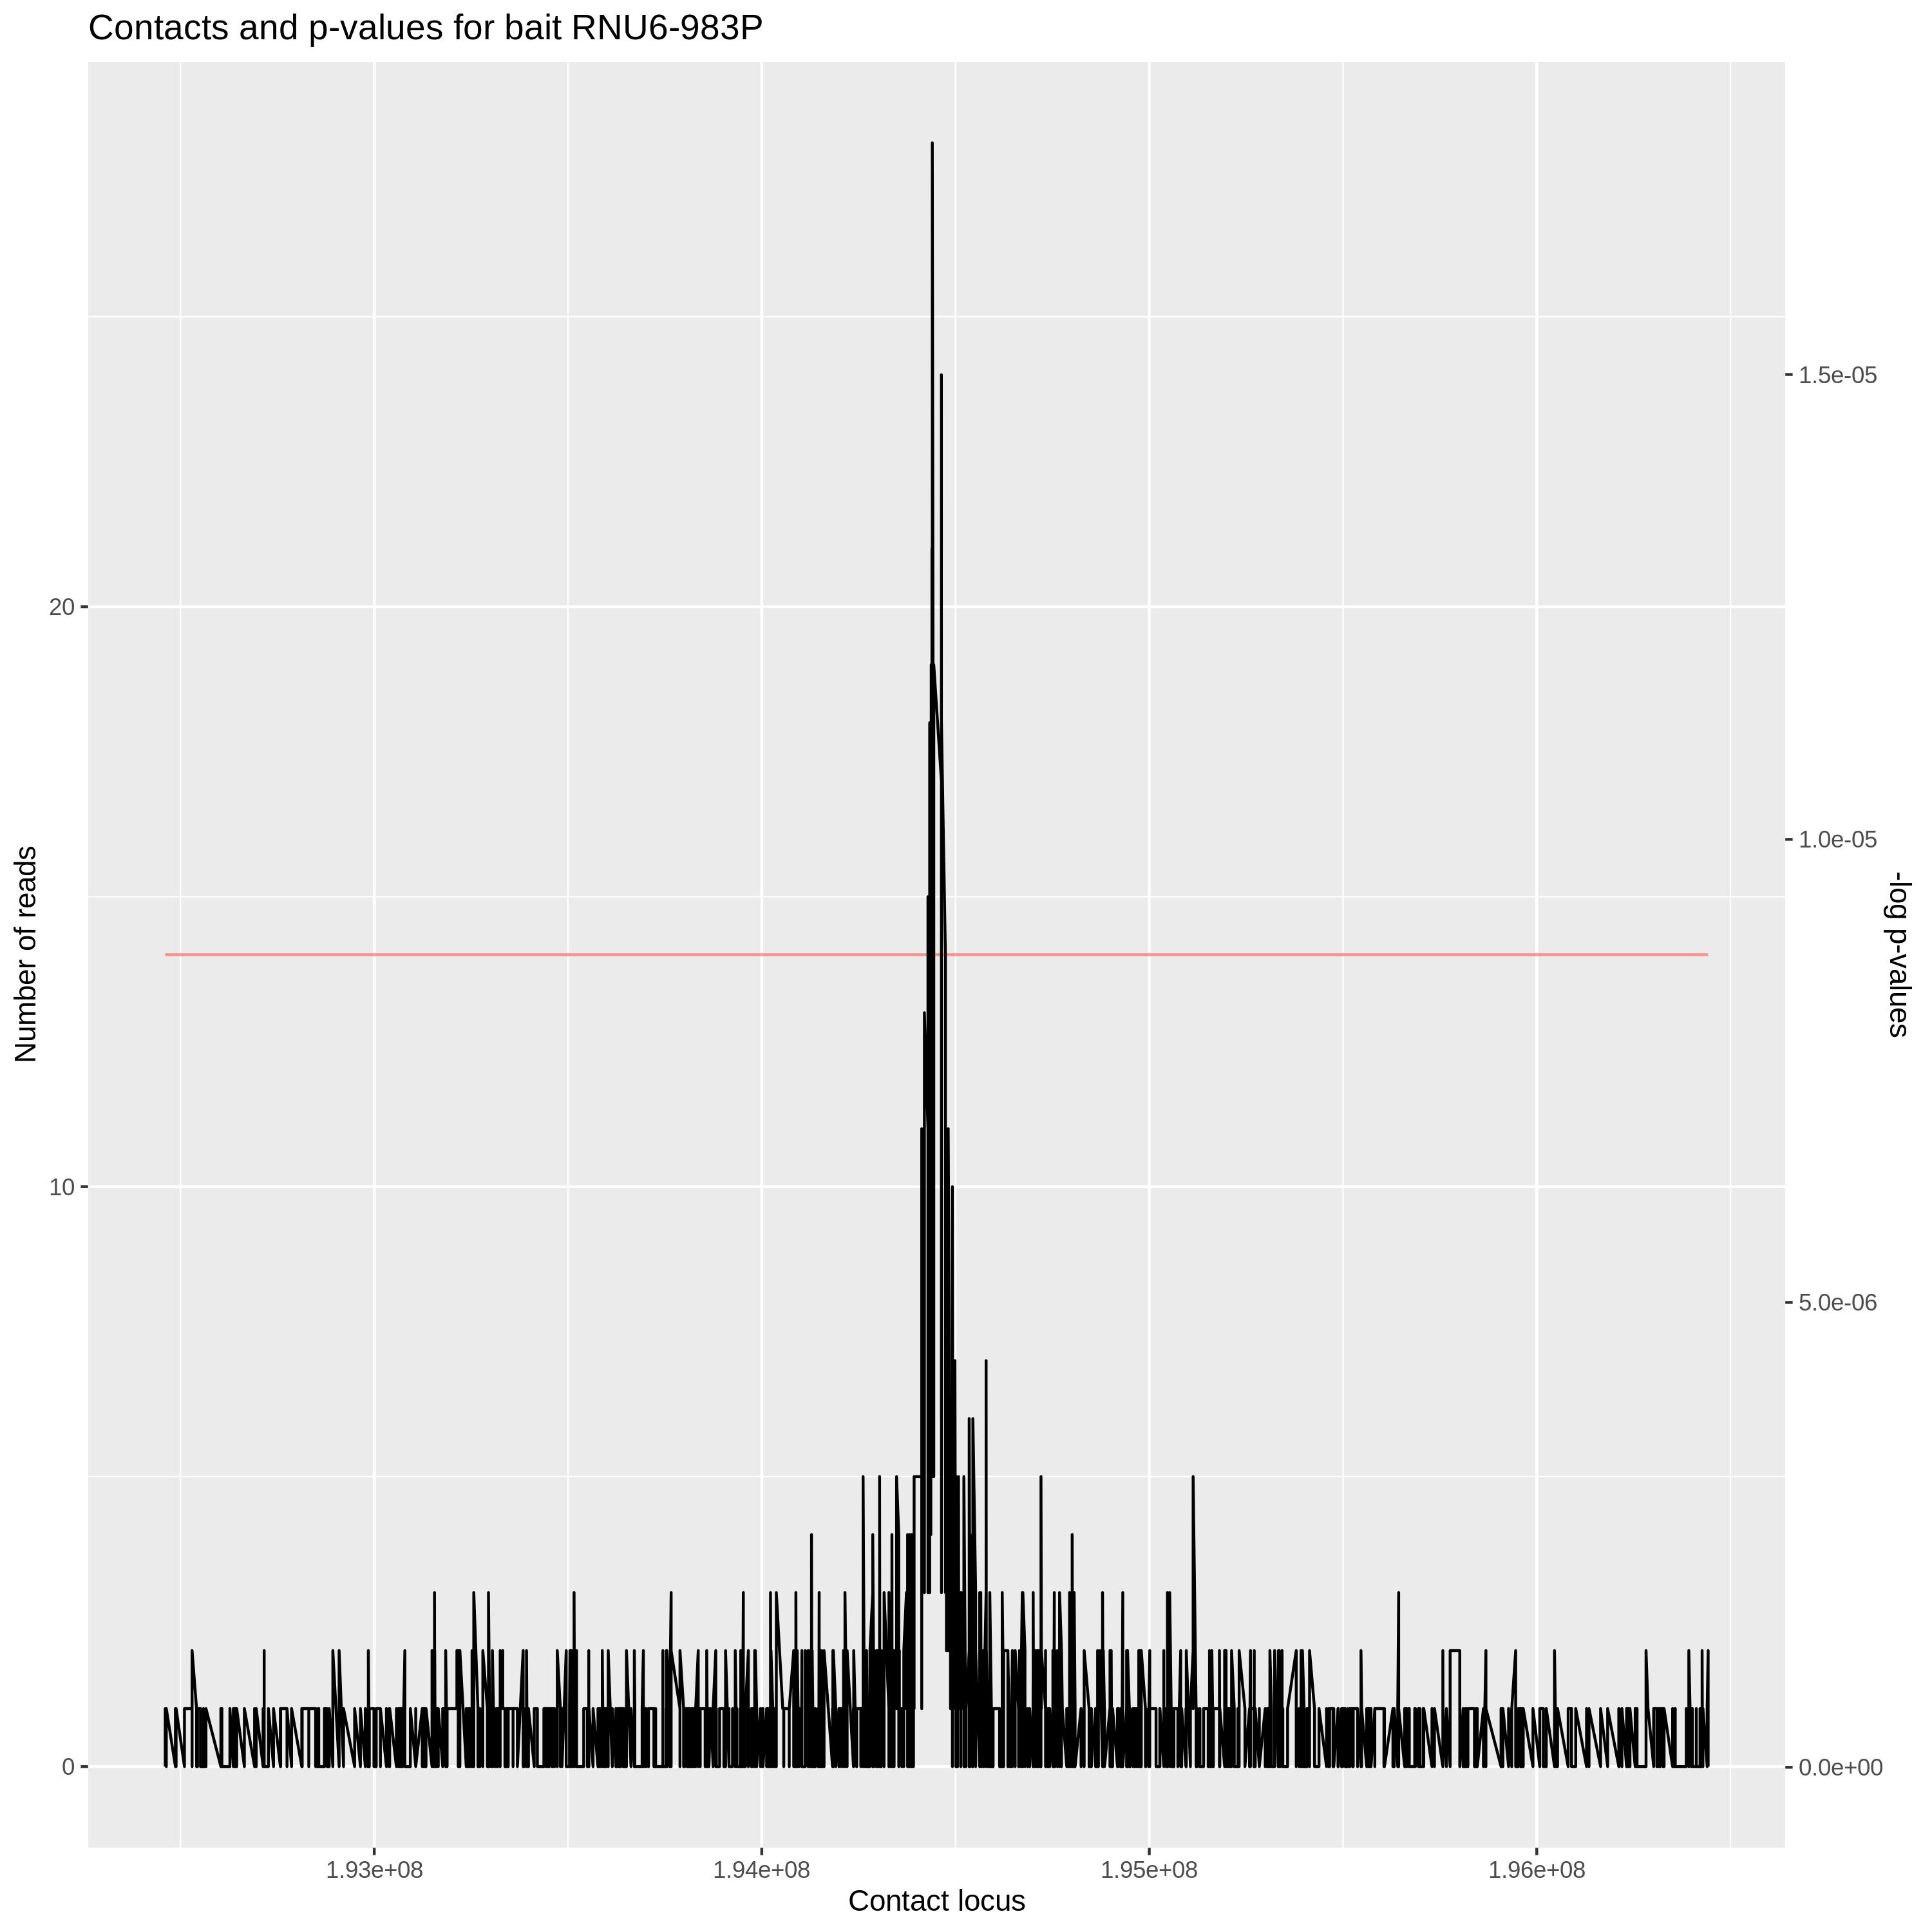 Contacts and p-values for bait RNU6-983P
Number of reads
20
10
0
1.5e-05
1.0e-05
5.0e-06
0.0e+00
-log p-values
1.93e+08
1.94e+08
1.95e+08
1.96e+08
Contact locus